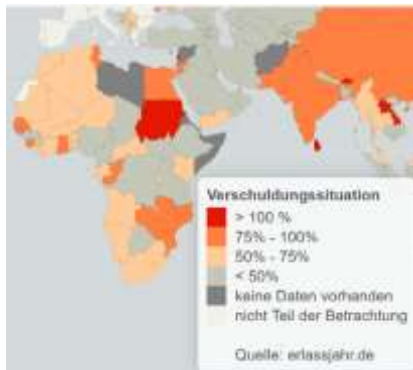 Verschuldungssituation
> 100 %
75% - 100%
50% - 75%
< 50%
keine Daten vorhanden
nicht Teil der Betrachtung
Quelle: erlassjahr.de